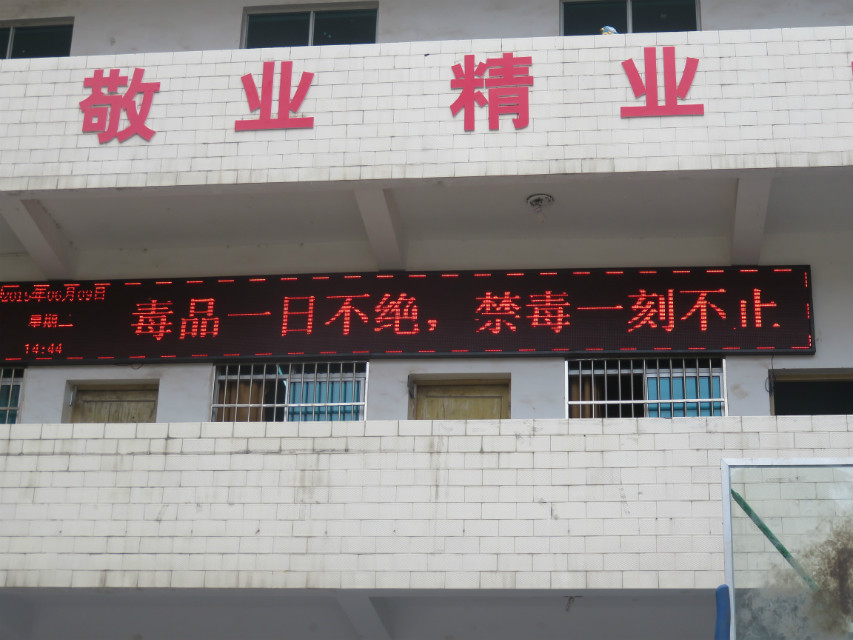 敬业 精业
2015年06月09日
星期二
14:44
毒品一日不绝，禁毒一刻不止